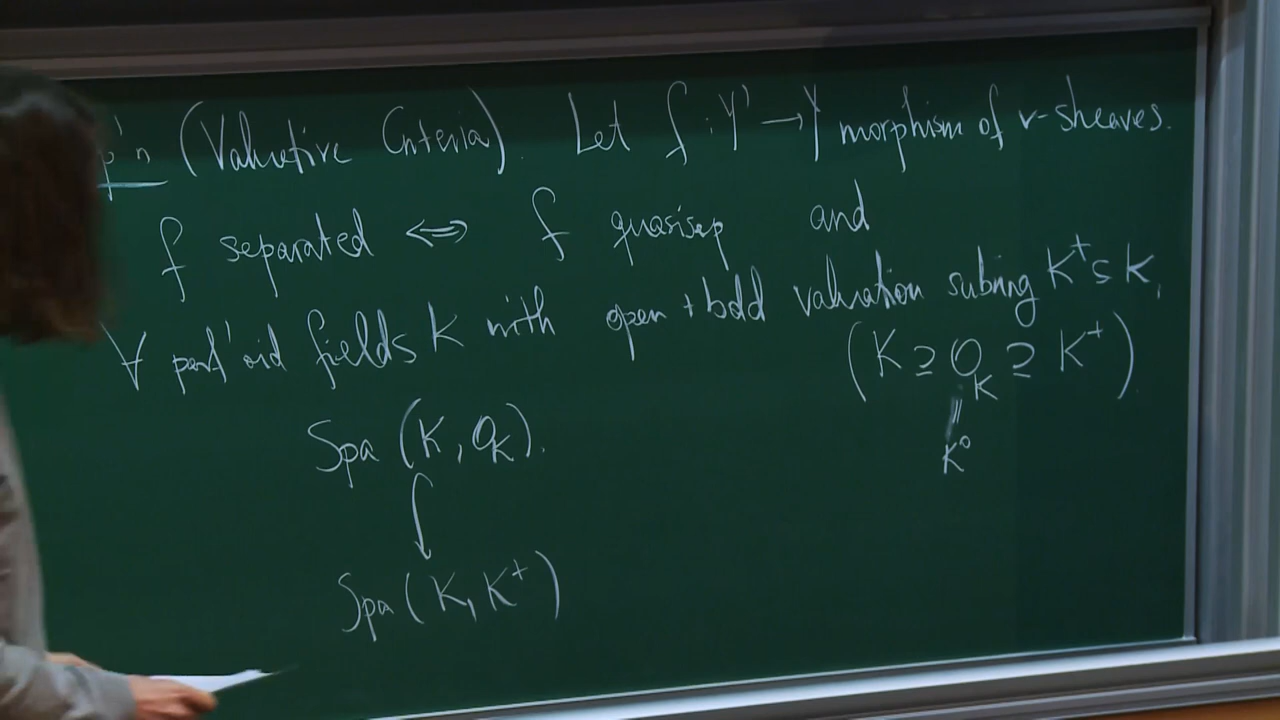 p'n (Valuative Criteria). Let f : Y' → Y morphism of v-sheaves.
f separated ⇔ f quasisep and
∀ perf'oid fields K with open + bdd valuation subring K⁺ ⊆ K,
(K ⊇ O_K ⊇ K⁺)
Spa (K, O_K).
||
K°
Spa (K, K⁺)